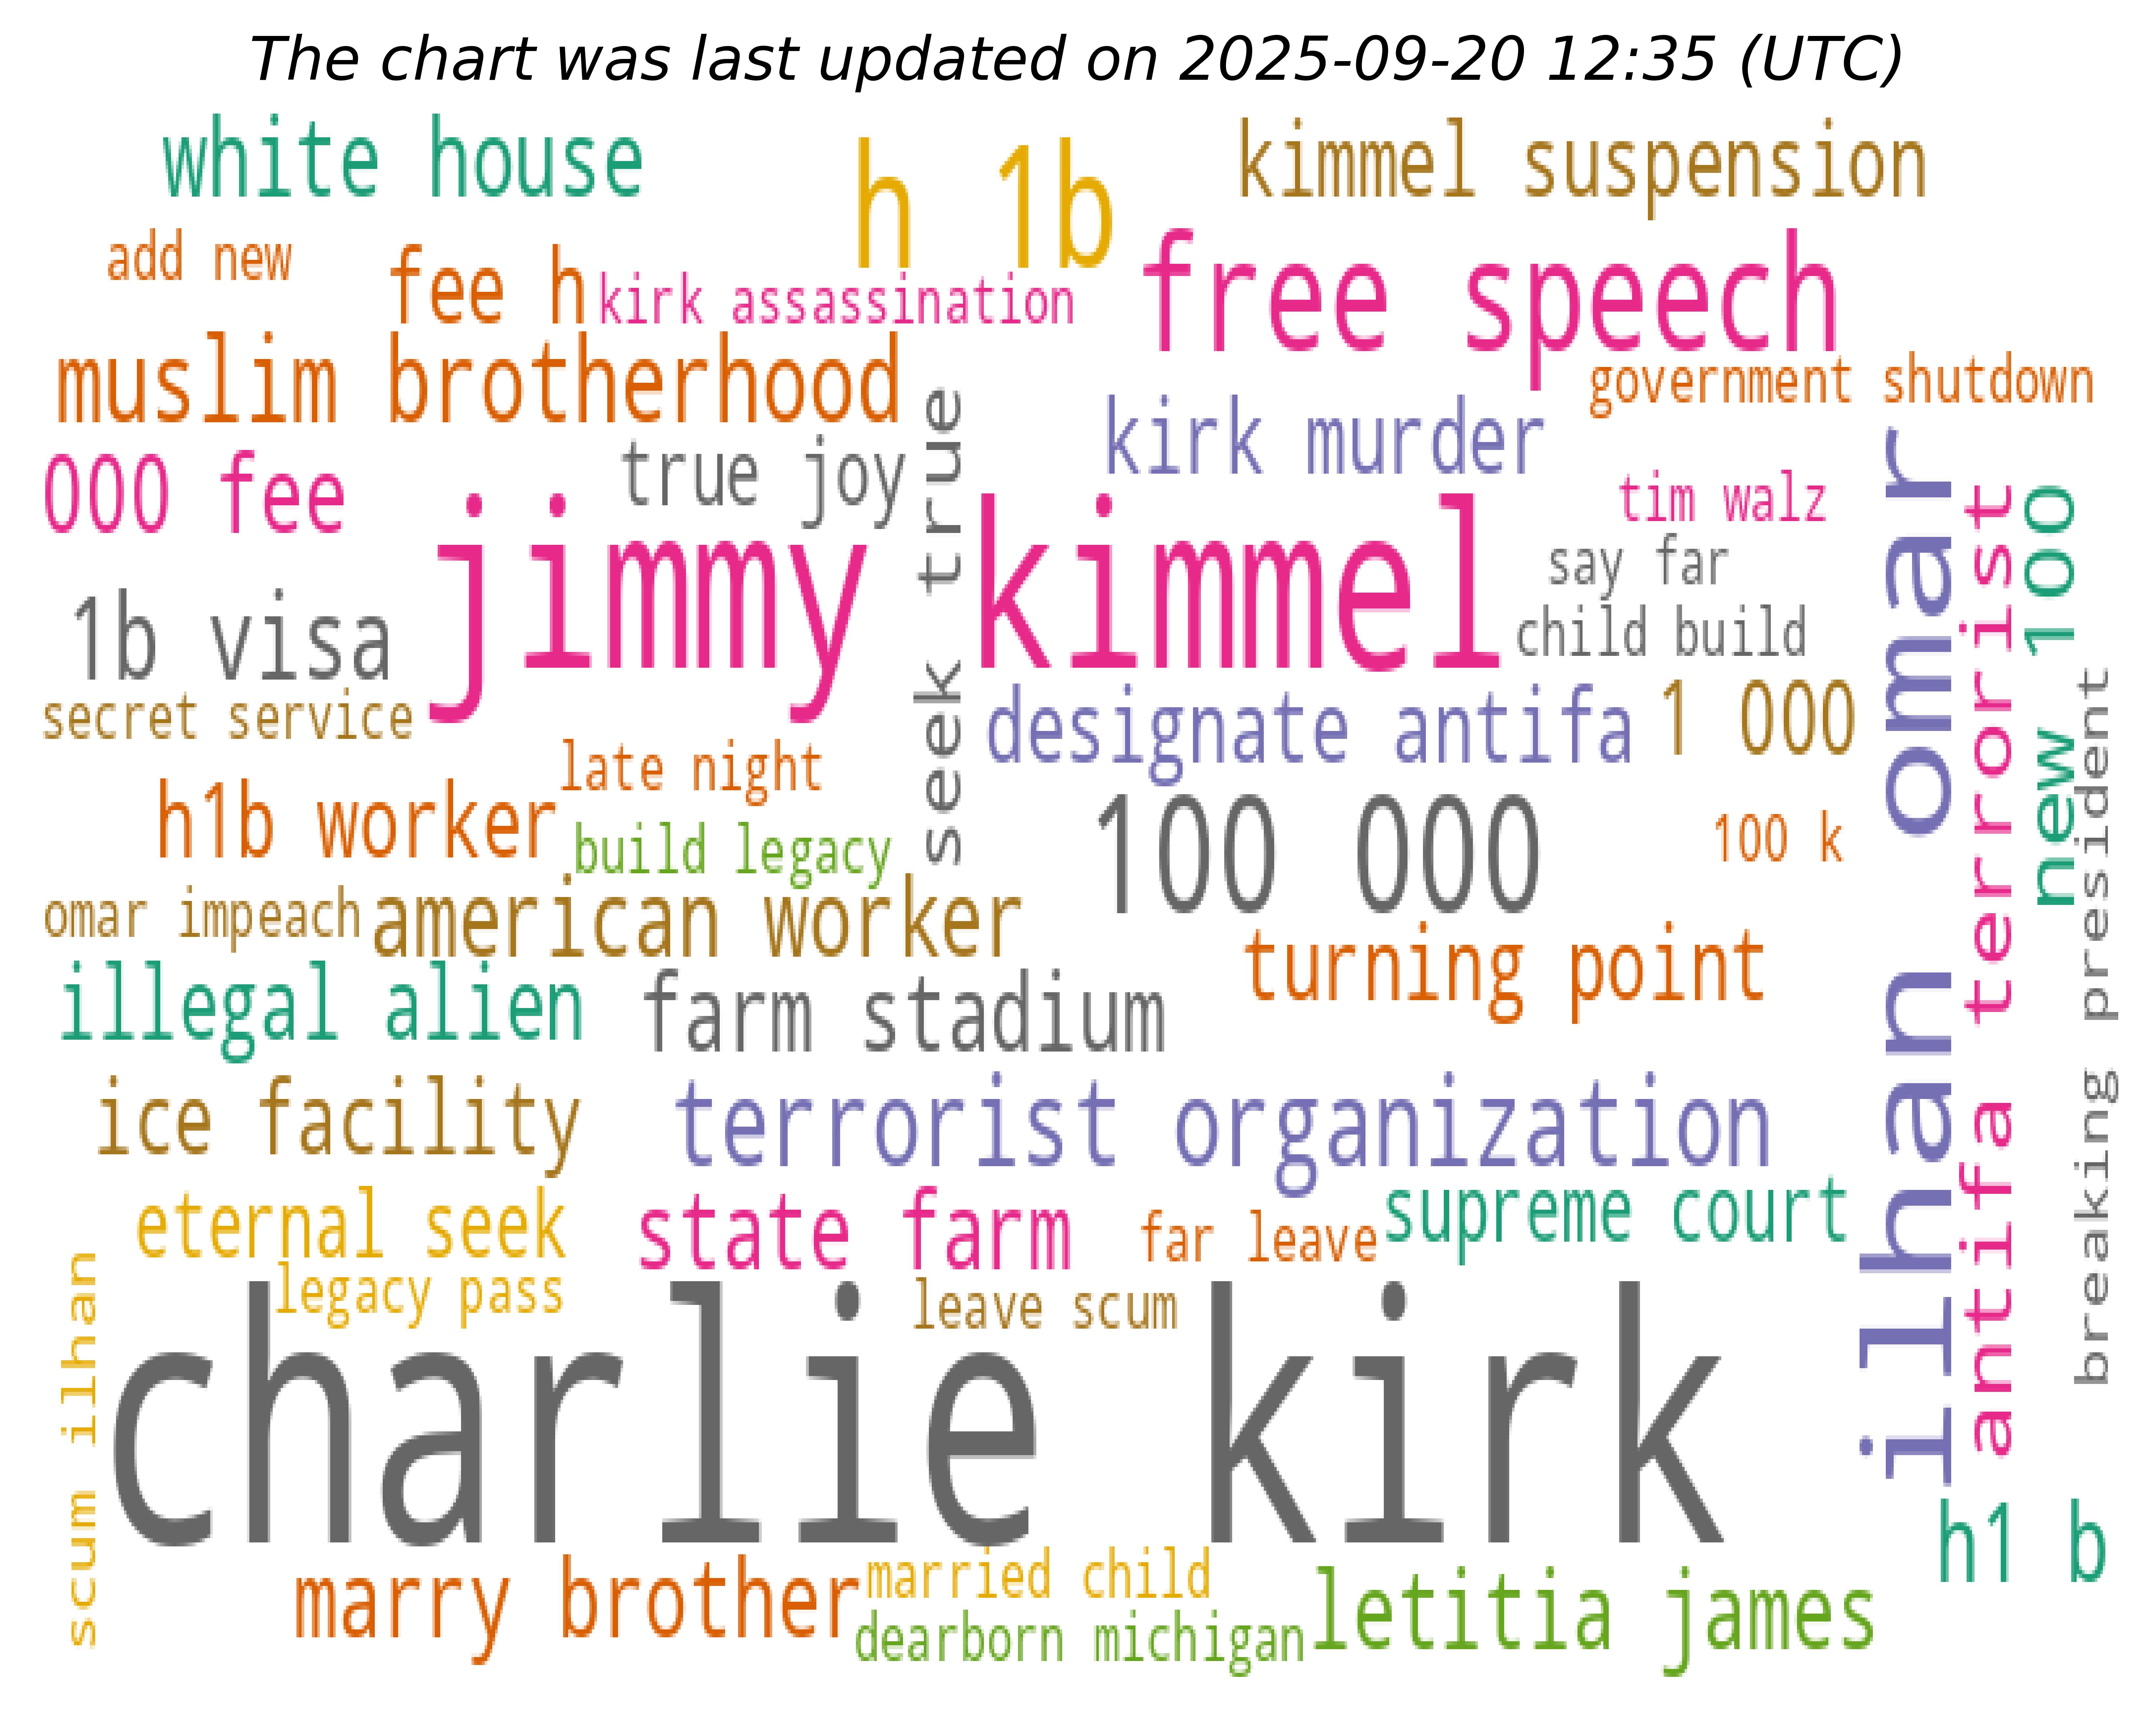 The chart was last updated on 2025-09-20 12:35 (UTC)
white house
h 1b
kimmel suspension
add new
fee h
kirk assassination
free speech
muslim brotherhood
government shutdown
kirk murder
000 fee
true joy
seek true
tim walz
jimmy kimmel
say far
child build
1b visa
secret service
designate antifa
1 000
late night
h1b worker
build legacy
100 000
100 k
omar impeach
american worker
turning point
illegal alien
farm stadium
ice facility
terrorist organization
eternal seek
state farm
far leave
supreme court
legacy pass
leave scum
charlie kirk
scum ilhan
ilhan omar
antifa terrorist
new 100
breaking president
h1 b
marry brother
married child
dearborn michigan
letitia james